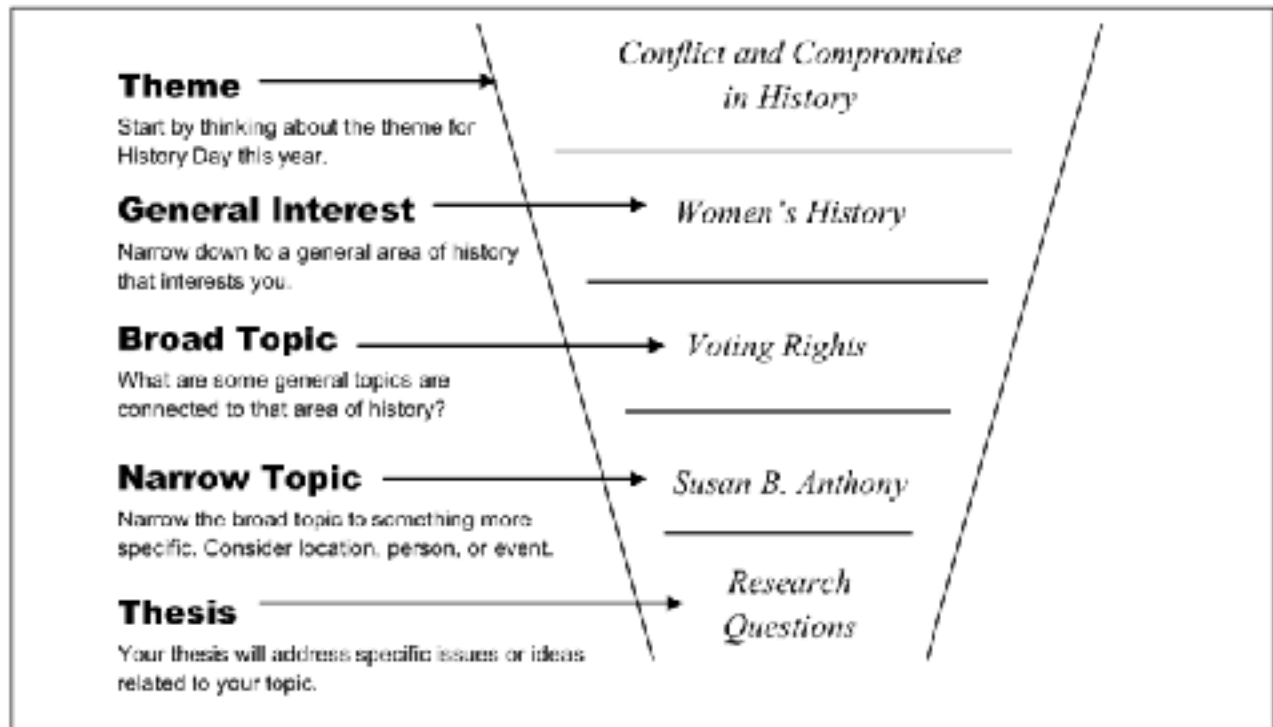 Theme
Start by thinking about the theme for
History Day this year.
General Interest
Narrow down to a general area of history
that interests you.
Broad Topic
What are some general topics are
connected to that area of history?
Narrow Topic
Narrow the broad topic to something more
specific. Consider location, person, or event.
Thesis
Your thesis will address specific issues or ideas
related to your topic.
Conflict and Compromise
in History
Women's History
Voting Rights
Susan B. Anthony
Research
Questions